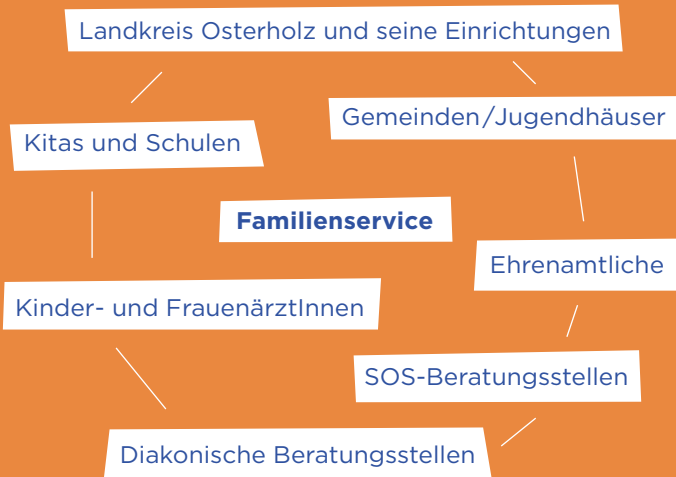 Landkreis Osterholz und seine Einrichtungen
Gemeinden/Jugendhäuser
Kitas und Schulen
Familienservice
Ehrenamtliche
Kinder- und FrauenärztInnen
SOS-Beratungsstellen
Diakonische Beratungsstellen